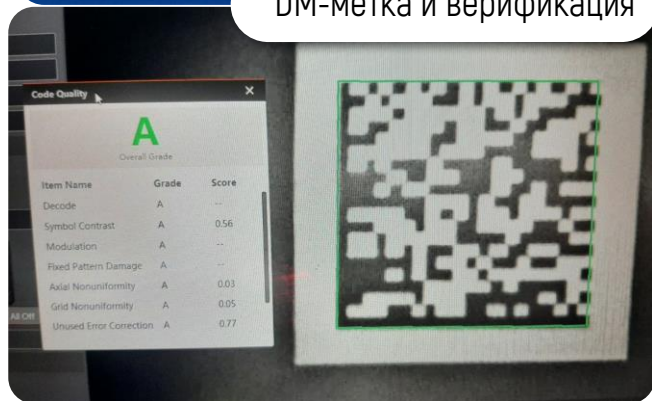 DM-метка и верификация
Code Quality
A
Overall Grade
Item Name Grade Score
Decode A --
Symbol Contrast A 0.56
Modulation A --
Fixed Pattern Damage A --
Axial Nonuniformity A 0.03
Grid Nonuniformity A 0.05
Unused Error Correction A 0.77
All Off